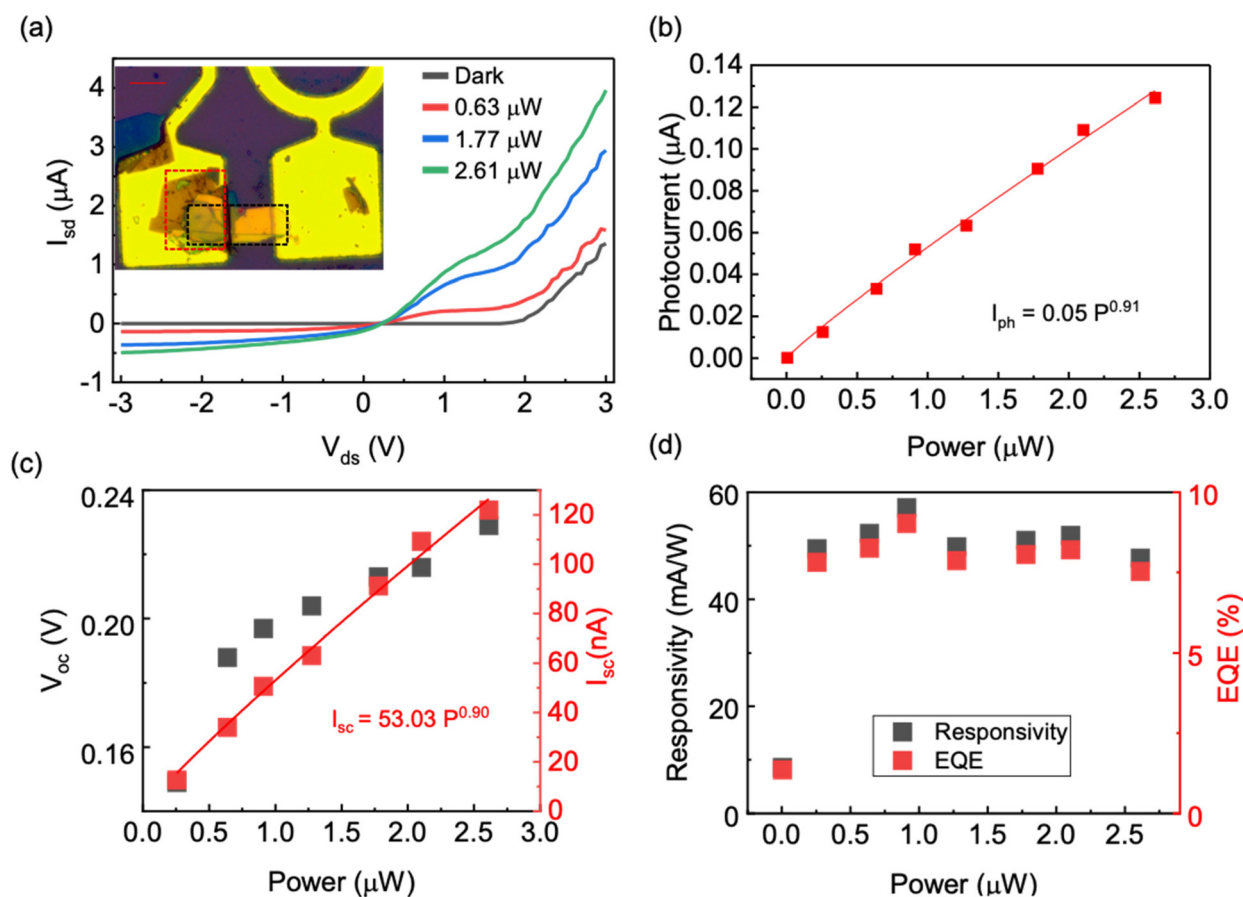 (a)
I_sd (μA)
4
3
2
1
0
-1
-3
-2
-1
0
1
2
3
V_ds (V)
Dark
0.63 μW
1.77 μW
2.61 μW
(b)
Photocurrent (μA)
0.14
0.12
0.10
0.08
0.06
0.04
0.02
0.00
0.0
0.5
1.0
1.5
2.0
2.5
3.0
Power (μW)
I_ph = 0.05 P^0.91
(c)
V_oc (V)
0.24
0.20
0.16
0.0
0.5
1.0
1.5
2.0
2.5
3.0
Power (μW)
I_sc(nA)
120
100
80
60
40
20
0
I_sc = 53.03 P^0.90
(d)
Responsivity (mA/W)
60
50
40
30
20
10
0
0.0
0.5
1.0
1.5
2.0
2.5
Power (μW)
EQE (%)
10
5
0
Responsivity
EQE